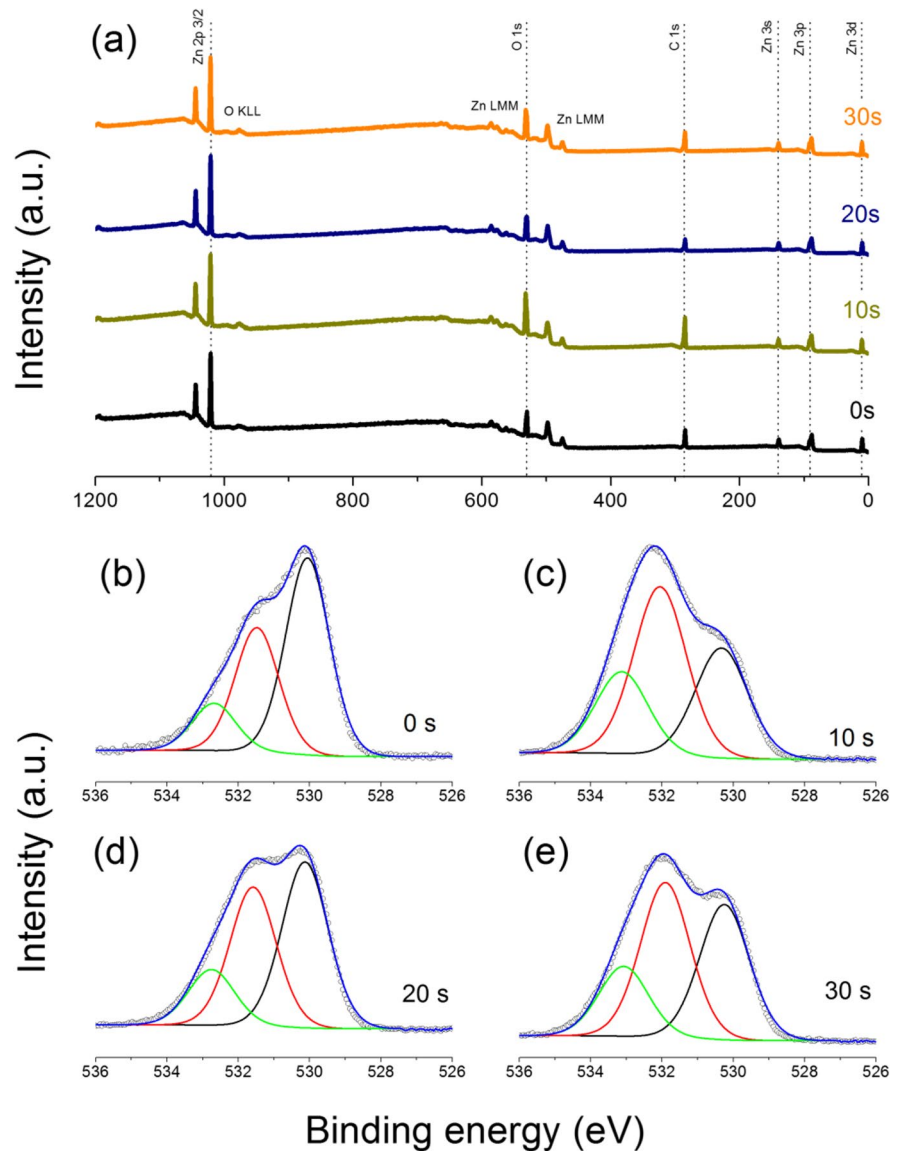 (a)
Zn 2p 3/2
O 1s
C 1s
Zn 3s
Zn 3p
Zn 3d
O KLL
Zn LMM
Zn LMM
30s
20s
10s
0s
Intensity (a.u.)
1200 1000 800 600 400 200 0
(b)
0 s
536 534 532 530 528 526
(c)
10 s
536 534 532 530 528 526
(d)
20 s
536 534 532 530 528 526
(e)
30 s
536 534 532 530 528 526
Intensity (a.u.)
Binding energy (eV)